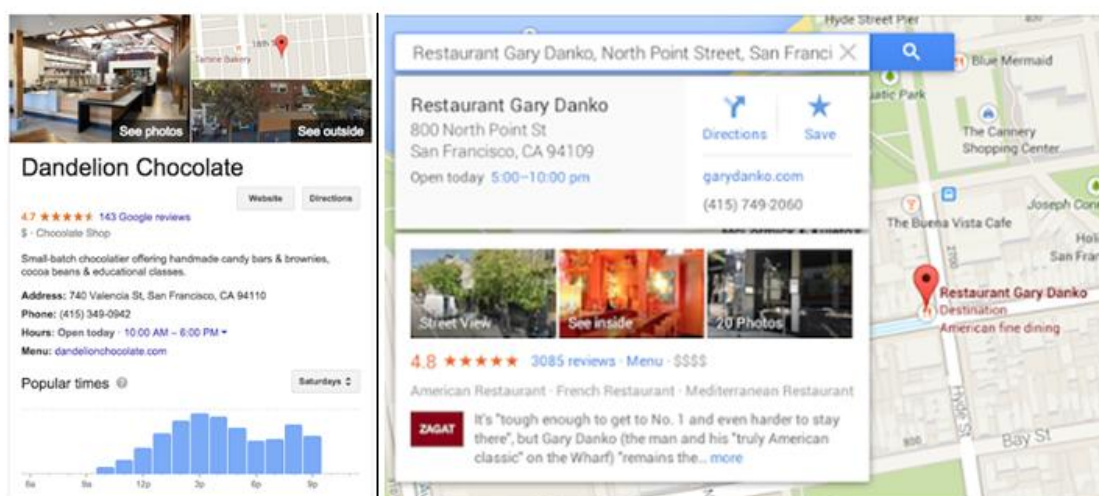 18th St
Tartine Bakery
See photos
See outside
Dandelion Chocolate
Website
Directions
4.7 ★★★★★ 143 Google reviews
$ · Chocolate Shop
Small-batch chocolatier offering handmade candy bars & brownies,
cocoa beans & educational classes.
Address: 740 Valencia St, San Francisco, CA 94110
Phone: (415) 349-0942
Hours: Open today · 10:00 AM – 6:00 PM
Menu: dandelionchocolate.com
Popular times
Saturdays
6a 9a 12p 3p 6p 9p
Restaurant Gary Danko, North Point Street, San Franci
Restaurant Gary Danko
800 North Point St
San Francisco, CA 94109
Open today 5:00–10:00 pm
Directions
Save
garydanko.com
(415) 749-2060
Street View
See inside
20 Photos
4.8 ★★★★★ 3085 reviews · Menu · $$$$
American Restaurant · French Restaurant · Mediterranean Restaurant
ZAGAT
It's "tough enough to get to No. 1 and even harder to stay
there", but Gary Danko (the man and his "truly American
classic" on the Wharf) "remains the... more
Hyde Street Pier
800
Blue Mermaid
uatic Park
The Cannery
Shopping Center
Joseph Con
The Buena Vista Cafe
Holi
San Fran
2700
Restaurant Gary Danko
Destination
American fine dining
Hyde St
800
Bay St